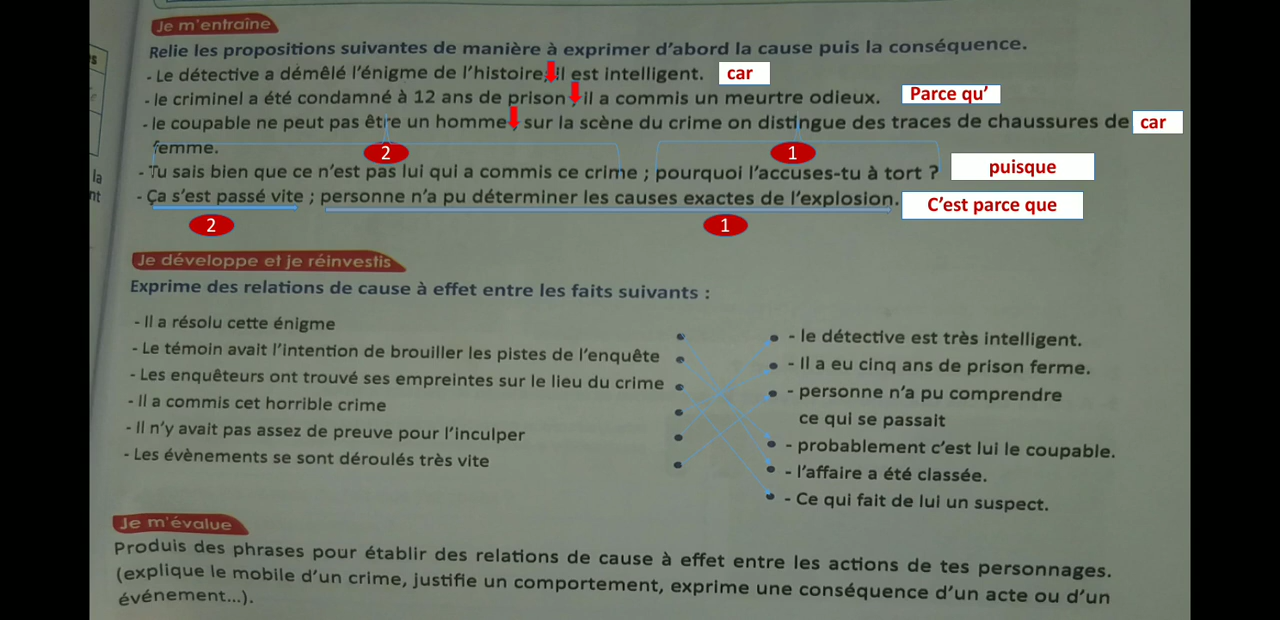 Je m'entraîne
Relie les propositions suivantes de manière à exprimer d'abord la cause puis la conséquence.
- Le détective a démêlé l'énigme de l'histoire; il est intelligent. car
- le criminel a été condamné à 12 ans de prison ; il a commis un meurtre odieux. Parce qu'
- le coupable ne peut pas être un homme ; sur la scène du crime on distingue des traces de chaussures de car
femme.
2 1
- Tu sais bien que ce n'est pas lui qui a commis ce crime ; pourquoi l'accuses-tu à tort ? puisque
la
- Ça s'est passé vite ; personne n'a pu déterminer les causes exactes de l'explosion. C'est parce que
nt
2 1
Je développe et je réinvestis
Exprime des relations de cause à effet entre les faits suivants :
- Il a résolu cette énigme
- Le témoin avait l'intention de brouiller les pistes de l'enquête
- Les enquêteurs ont trouvé ses empreintes sur le lieu du crime
- Il a commis cet horrible crime
- Il n'y avait pas assez de preuve pour l'inculper
- Les évènements se sont déroulés très vite
- le détective est très intelligent.
- Il a eu cinq ans de prison ferme.
- personne n'a pu comprendre
ce qui se passait
- probablement c'est lui le coupable.
- l'affaire a été classée.
- Ce qui fait de lui un suspect.
Je m'évalue
Produis des phrases pour établir des relations de cause à effet entre les actions de tes personnages.
(explique le mobile d'un crime, justifie un comportement, exprime une conséquence d'un acte ou d'un
événement...).